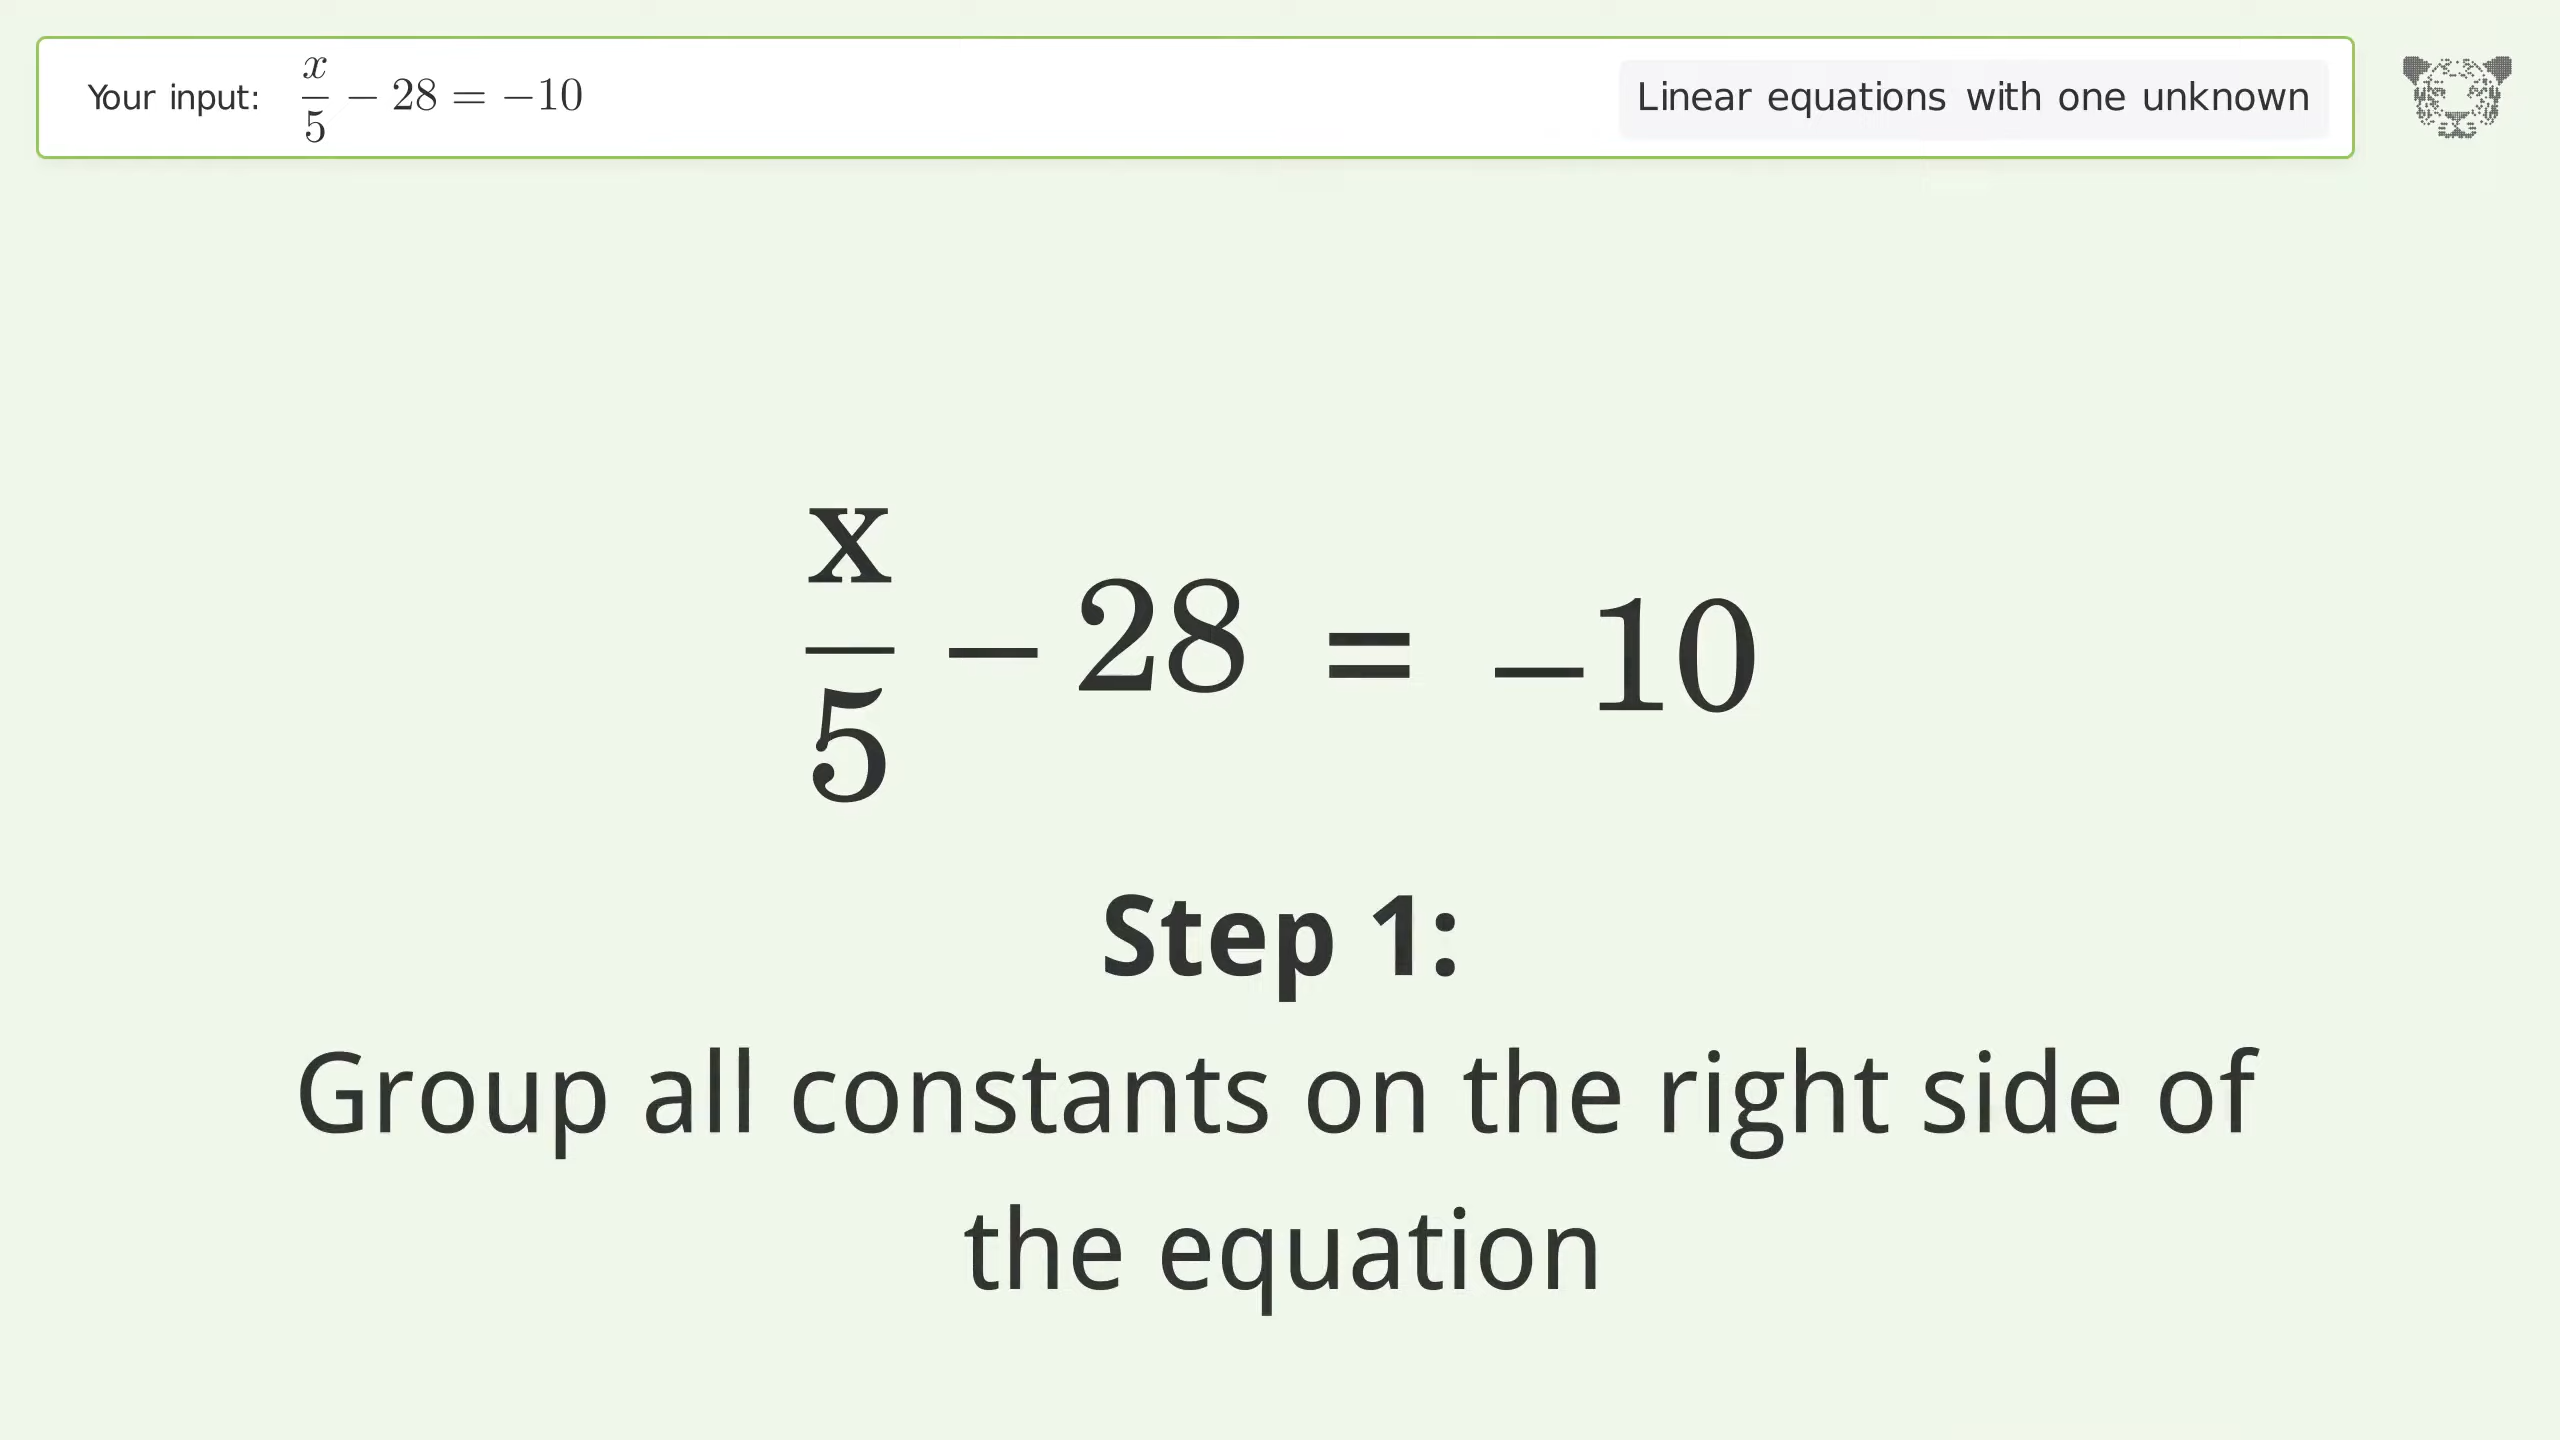 Your input: x/5 − 28 = −10
Linear equations with one unknown
x/5 − 28 = −10
Step 1:
Group all constants on the right side of
the equation